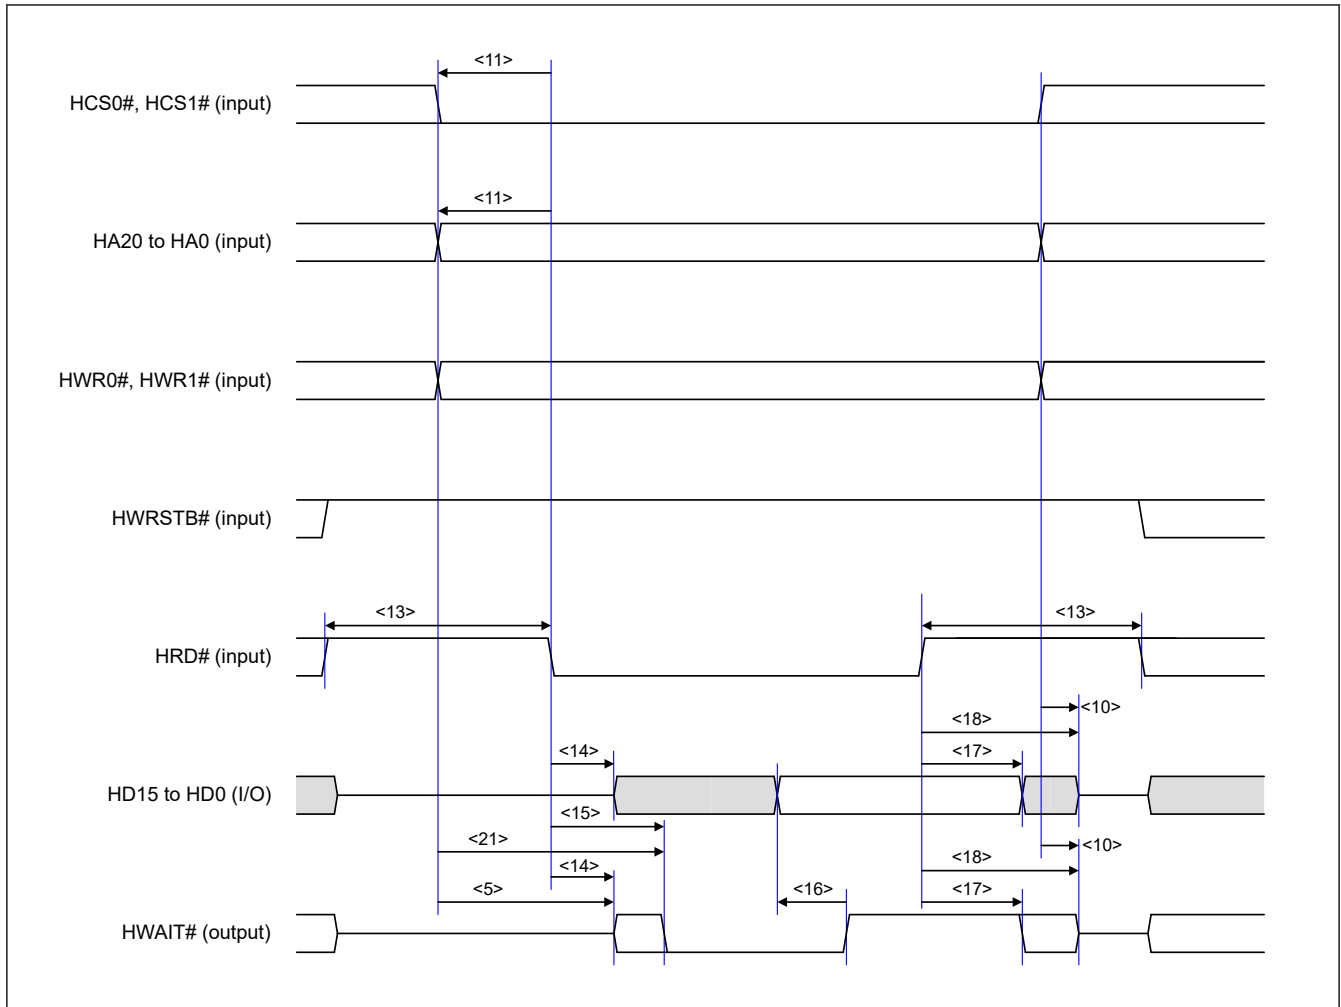 <11>
HCS0#, HCS1# (input)
<11>
HA20 to HA0 (input)
HWR0#, HWR1# (input)
HWRSTB# (input)
<13> <13>
HRD# (input)
<10>
<18>
<14> <17>
HD15 to HD0 (I/O)
<15>
<21> <10>
<18>
<14>
<5> <16> <17>
HWAIT# (output)